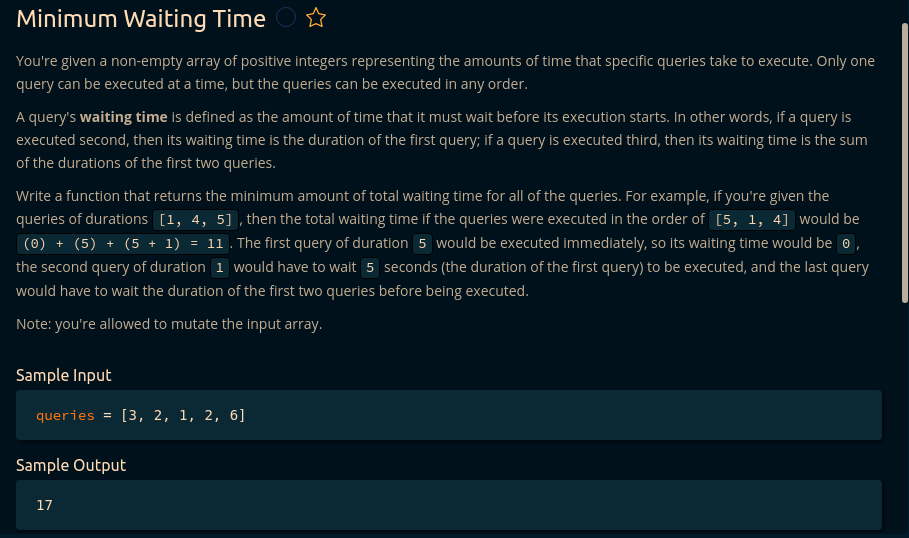 Minimum Waiting Time
You're given a non-empty array of positive integers representing the amounts of time that specific queries take to execute. Only one
query can be executed at a time, but the queries can be executed in any order.
A query's waiting time is defined as the amount of time that it must wait before its execution starts. In other words, if a query is
executed second, then its waiting time is the duration of the first query; if a query is executed third, then its waiting time is the sum
of the durations of the first two queries.
Write a function that returns the minimum amount of total waiting time for all of the queries. For example, if you're given the
queries of durations [1, 4, 5], then the total waiting time if the queries were executed in the order of [5, 1, 4] would be
(0) + (5) + (5 + 1) = 11. The first query of duration 5 would be executed immediately, so its waiting time would be 0,
the second query of duration 1 would have to wait 5 seconds (the duration of the first query) to be executed, and the last query
would have to wait the duration of the first two queries before being executed.
Note: you're allowed to mutate the input array.
Sample Input
queries = [3, 2, 1, 2, 6]
Sample Output
17